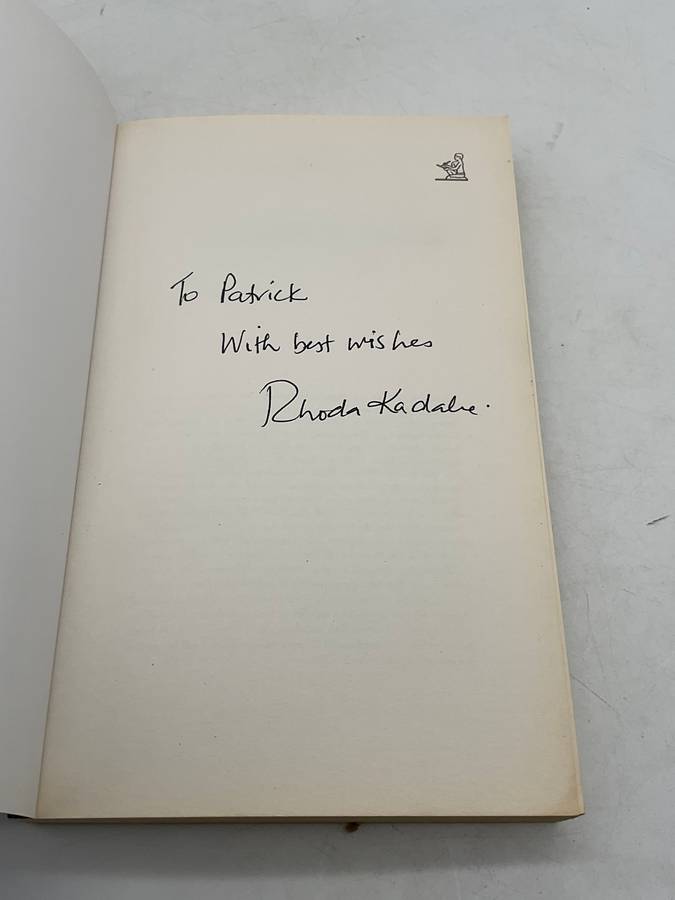 To Patrick
With best wishes
Rhoda Kadalie.